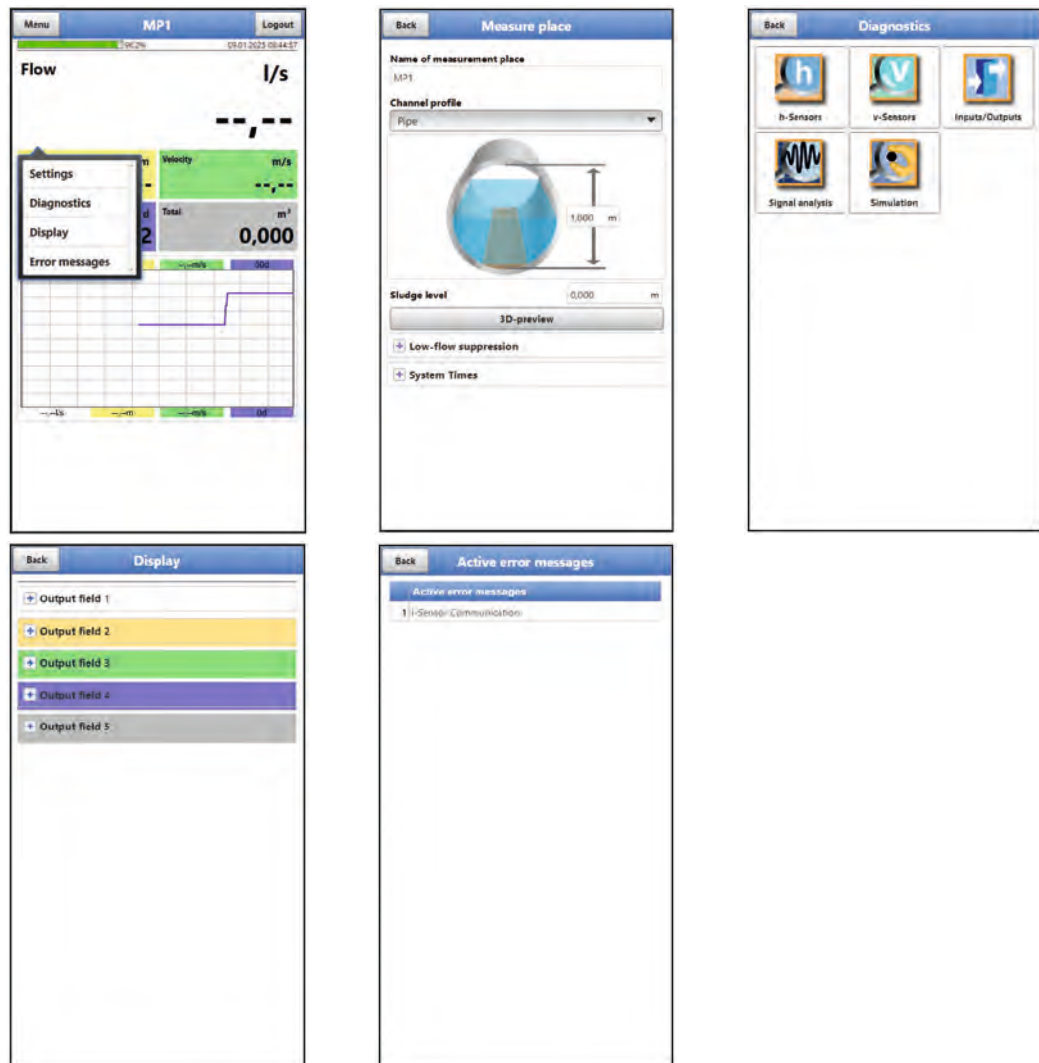 Menu MP1 Logout
90.2% 09.01.2025 08:44:57
Flow l/s
--,--
m Velocity m/s
-- --,--
d Total m³
2 0,000
Settings
Diagnostics
Display
Error messages
--,--m/s 00d
--,--l/s --,--m --,--m/s 0d
Back Measure place
Name of measurement place
MP1
Channel profile
Pipe
1,000 m
Sludge level 0,000 m
3D-preview
+ Low-flow suppression
+ System Times
Back Diagnostics
h
v
h-Sensors v-Sensors Inputs/Outputs
Signal analysis Simulation
Back Display
+ Output field 1
+ Output field 2
+ Output field 3
+ Output field 4
+ Output field 5
Back Active error messages
Active error messages
1 i-Sensor Communication